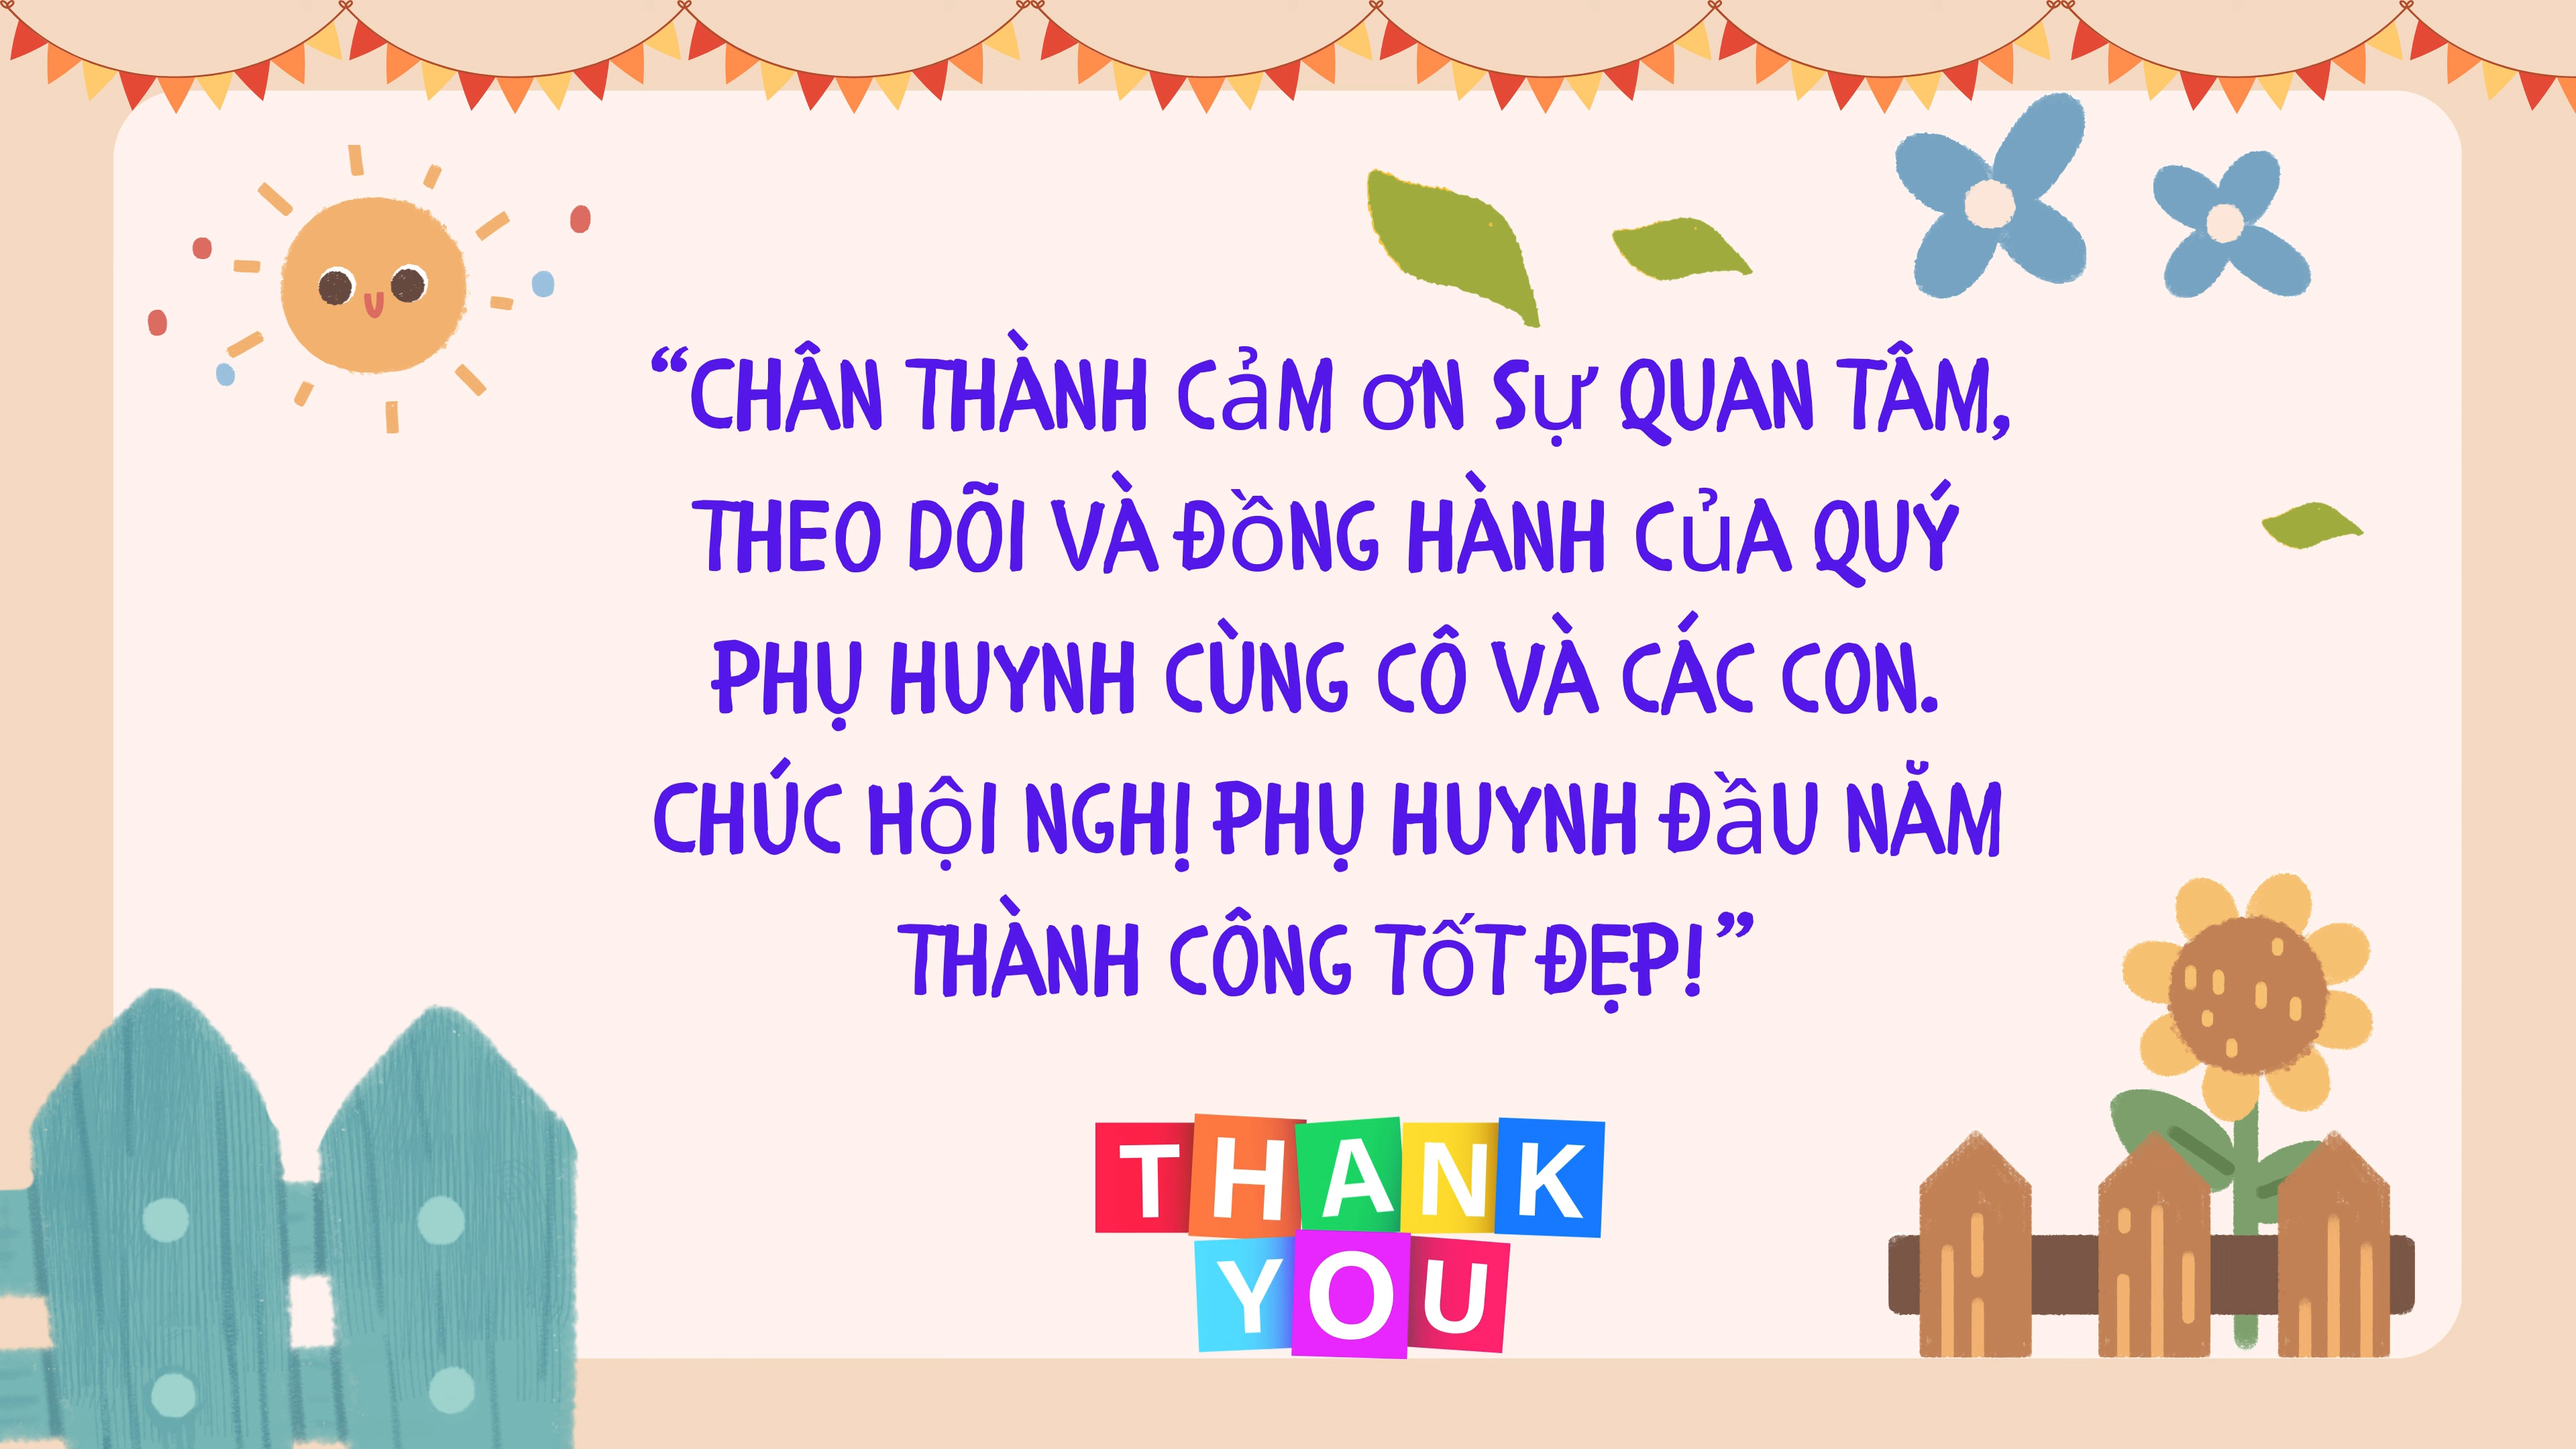 “CHÂN THÀNH CẢM ƠN SỰ QUAN TÂM,
THEO DÕI VÀ ĐỒNG HÀNH CỦA QUÝ
PHỤ HUYNH CÙNG CÔ VÀ CÁC CON.
CHÚC HỘI NGHỊ PHỤ HUYNH ĐẦU NĂM
THÀNH CÔNG TỐT ĐẸP!”
THANK
YOU